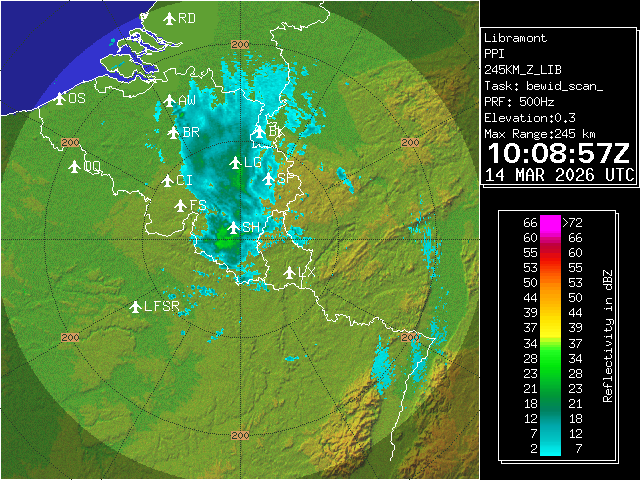 Libramont
PPI
245KM_Z_LIB
Task: bewid_scan_
PRF: 500Hz
Elevation:0.3
Max Range:245 km
10:08:57Z
14 MAR 2026 UTC
RD
200
OS
AW
BR
200
200
LG
QQ
CI
SP
FS
SH
LX
LFSR
200
200
200
66 >72
60 66
55 60
53 55
50 53
44 50
39 44
37 39
34 37
28 34
23 28
21 23
18 21
12 18
7 12
2 7
Reflectivity in dBZ